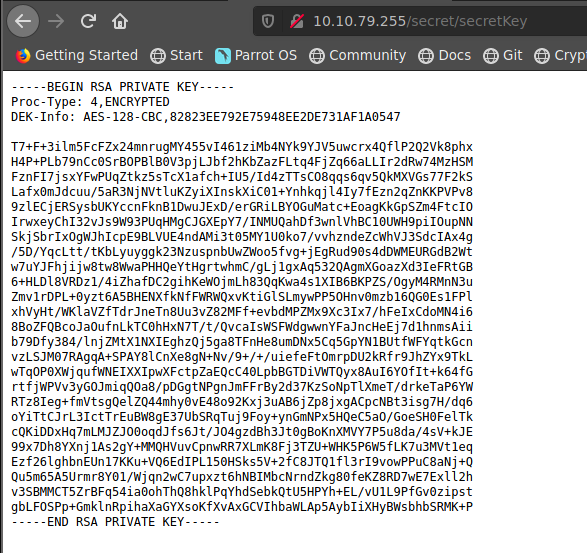 10.10.79.255/secret/secretKey
Getting Started Start Parrot OS Community Docs Git Cryp
-----BEGIN RSA PRIVATE KEY-----
Proc-Type: 4,ENCRYPTED
DEK-Info: AES-128-CBC,82823EE792E75948EE2DE731AF1A0547

T7+F+3ilm5FcFZx24mnrugMY455vI461ziMb4NYk9YJV5uwcrx4QflP2Q2Vk8phx
H4P+PLb79nCc0SrBOPBlB0V3pjLJbf2hKbZazFLtq4FjZq66aLLIr2dRw74MzHSM
FznFI7jsxYFwPUqZtkz5sTcX1afch+IU5/Id4zTTsCO8qqs6qv5QkMXVGs77F2kS
Lafx0mJdcuu/5aR3NjNVtluKZyiXInskXiC01+Ynhkqjl4Iy7fEzn2qZnKKPVPv8
9zlECjERSysbUKYccnFknB1DwuJExD/erGRiLBYOGuMatc+EoagKkGpSZm4FtcIO
IrwxeyChI32vJs9W93PUqHMgCJGXEpY7/INMUQahDf3wnlVhBC10UWH9piIOupNN
SkjSbrIxOgWJhIcpE9BLVUE4ndAMi3t05MY1U0ko7/vvhzndeZcWhVJ3SdcIAx4g
/5D/YqcLtt/tKbLyuyggk23NzuspnbUwZWoo5fvg+jEgRud90s4dDWMEURGdB2Wt
w7uYJFhjijw8tw8WwaPHHQeYtHgrtwhmC/gLj1gxAq532QAgmXGoazXd3IeFRtGB
6+HLDl8VRDz1/4iZhafDC2gihKeWOjmLh83QqKwa4s1XIB6BKPZS/OgyM4RMnN3u
Zmv1rDPL+0yzt6A5BHENXfkNfFWRWQxvKtiGlSLmywPP5OHnv0mzb16QG0Es1FPl
xhVyHt/WKlaVZfTdrJneTn8Uu3vZ82MFf+evbdMPZMx9Xc3Ix7/hFeIxCdoMN4i6
8BoZFQBcoJaOufnLkTC0hHxN7T/t/QvcaIsWSFWdgwwnYFaJncHeEj7d1hnmsAii
b79Dfy384/lnjZMtX1NXIEghzQj5ga8TFnHe8umDNx5Cq5GpYN1BUtfWFYqtkGcn
vzLSJM07RAgqA+SPAY8lCnXe8gN+Nv/9+/+/uiefeFtOmrpDU2kRfr9JhZYx9TkL
wTqOP0XWjqufWNEIXXIpwXFctpZaEQcC40LpbBGTDiVWTQyx8AuI6YOfIt+k64fG
rtfjWPVv3yGOJmiqQOa8/pDGgtNPgnJmFFrBy2d37KzSoNpTlXmeT/drkeTaP6YW
RTz8Ieg+fmVtsgQelZQ44mhy0vE48o92Kxj3uAB6jZp8jxgACpcNBt3isg7H/dq6
oYiTtCJrL3IctTrEuBW8gE37UbSRqTuj9Foy+ynGmNPx5HQeC5aO/GoeSH0FelTk
cQKiDDxHq7mLMJZJO0oqdJfs6Jt/JO4gzdBh3Jt0gBoKnXMVY7P5u8da/4sV+kJE
99x7Dh8YXnj1As2gY+MMQHVuvCpnwRR7XLmK8Fj3TZU+WHK5P6W5fLK7u3MVt1eq
Ezf26lghbnEUn17KKu+VQ6EdIPL150HSks5V+2fC8JTQ1fl3rI9vowPPuC8aNj+Q
Qu5m65A5Urmr8Y01/Wjqn2wC7upxzt6hNBIMbcNrndZkg80feKZ8RD7wE7Exll2h
v3SBMMCT5ZrBFq54ia0ohThQ8hklPqYhdSebkQtU5HPYh+EL/vU1L9PfGv0zipst
gbLFOSPp+GmklnRpihaXaGYXsoKfXvAxGCVIhbaWLAp5AybIiXHyBWsbhbSRMK+P
-----END RSA PRIVATE KEY-----